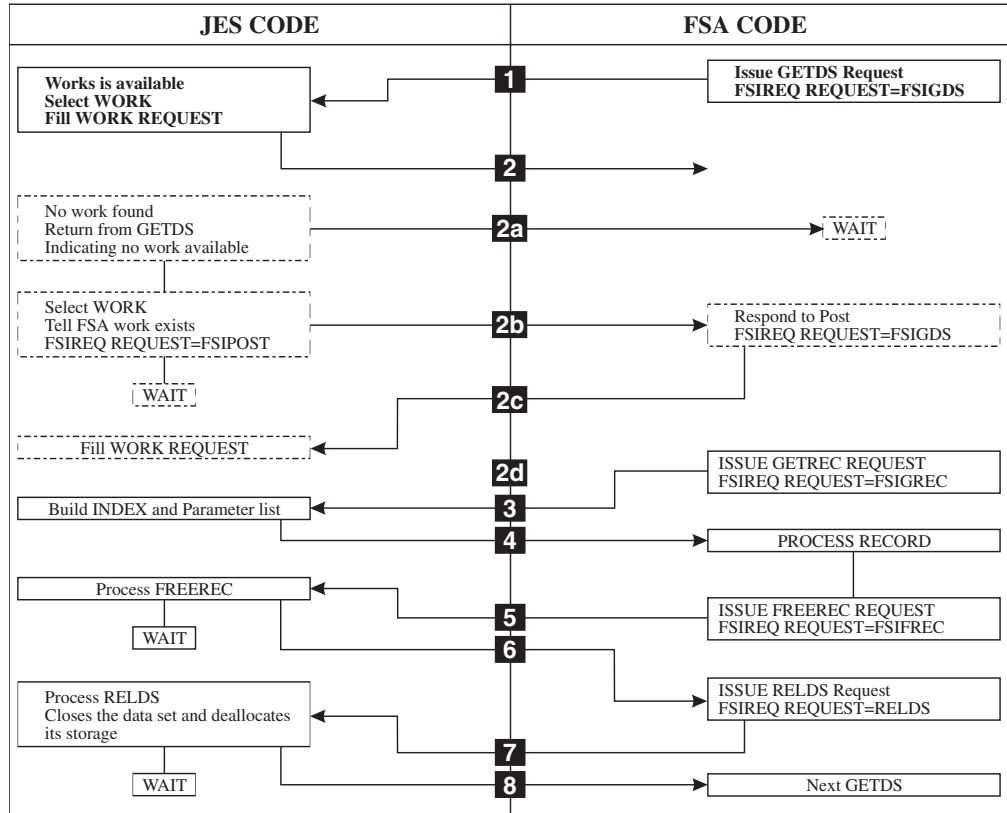 JES CODE
FSA CODE
Works is available
Select WORK
Fill WORK REQUEST
1
Issue GETDS Request
FSIREQ REQUEST=FSIGDS
2
No work found
Return from GETDS
Indicating no work available
2a
WAIT
Select WORK
Tell FSA work exists
FSIREQ REQUEST=FSIPOST
2b
Respond to Post
FSIREQ REQUEST=FSIGDS
WAIT
2c
Fill WORK REQUEST
2d
ISSUE GETREC REQUEST
FSIREQ REQUEST=FSIGREC
Build INDEX and Parameter list
3
4
PROCESS RECORD
Process FREEREC
5
ISSUE FREEREC REQUEST
FSIREQ REQUEST=FSIFREC
WAIT
6
Process RELDS
Closes the data set and deallocates
its storage
ISSUE RELDS Request
FSIREQ REQUEST=RELDS
7
WAIT
8
Next GETDS